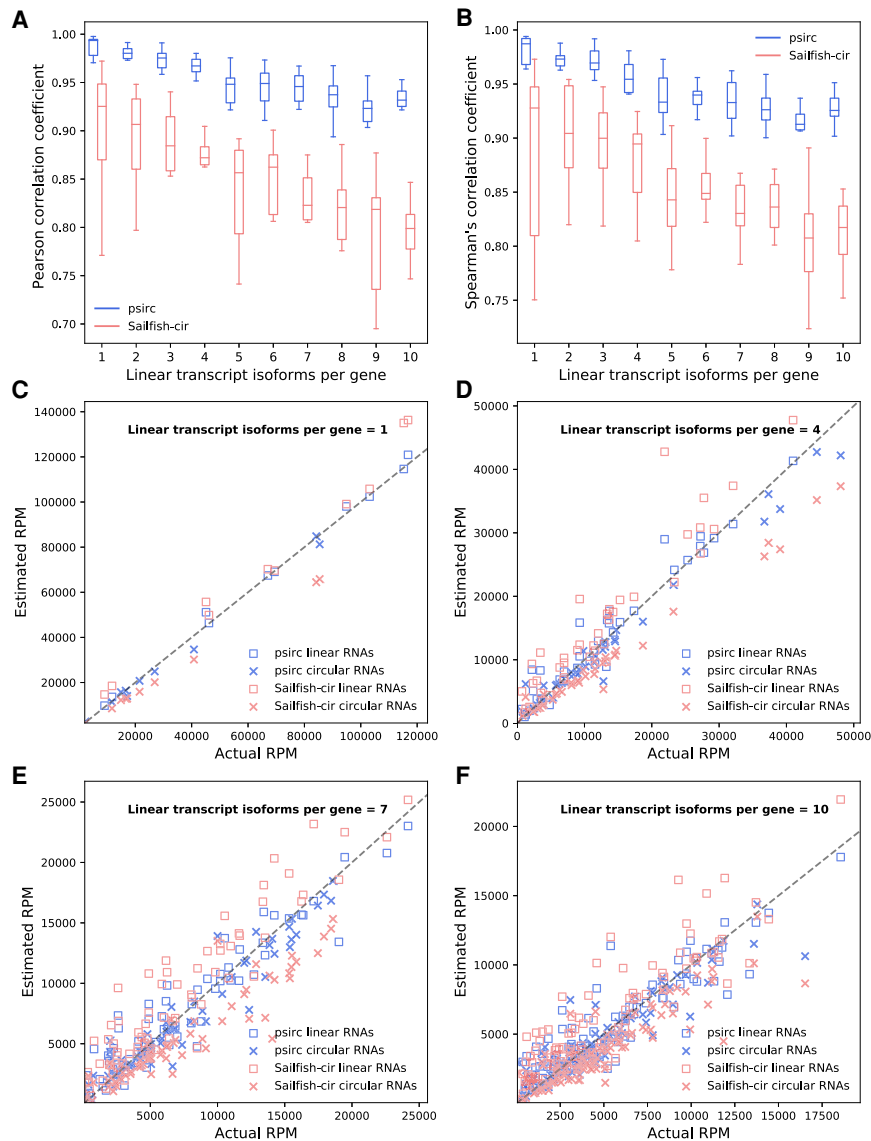 A
B
1.00
0.95
0.90
0.85
0.80
0.75
0.70
Pearson correlation coefficient
psirc
Sailfish-cir
1 2 3 4 5 6 7 8 9 10
Linear transcript isoforms per gene
1.00
0.95
0.90
0.85
0.80
0.75
Spearman's correlation coefficient
psirc
Sailfish-cir
1 2 3 4 5 6 7 8 9 10
Linear transcript isoforms per gene
C
D
Linear transcript isoforms per gene = 1
140000
120000
100000
80000
60000
40000
20000
Estimated RPM
psirc linear RNAs
psirc circular RNAs
Sailfish-cir linear RNAs
Sailfish-cir circular RNAs
20000 40000 60000 80000 100000 120000
Actual RPM
Linear transcript isoforms per gene = 4
50000
40000
30000
20000
10000
0
Estimated RPM
psirc linear RNAs
psirc circular RNAs
Sailfish-cir linear RNAs
Sailfish-cir circular RNAs
0 10000 20000 30000 40000 50000
Actual RPM
E
F
Linear transcript isoforms per gene = 7
25000
20000
15000
10000
5000
Estimated RPM
psirc linear RNAs
psirc circular RNAs
Sailfish-cir linear RNAs
Sailfish-cir circular RNAs
5000 10000 15000 20000 25000
Actual RPM
Linear transcript isoforms per gene = 10
20000
15000
10000
5000
Estimated RPM
psirc linear RNAs
psirc circular RNAs
Sailfish-cir linear RNAs
Sailfish-cir circular RNAs
2500 5000 7500 10000 12500 15000 17500
Actual RPM